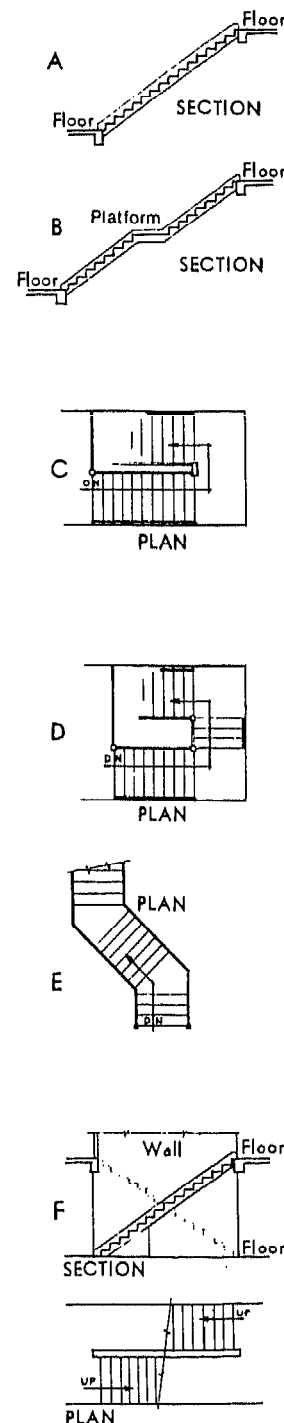 Floor
A
Floor
SECTION
Floor
B
Platform
SECTION
Floor
C
DN
PLAN
D
DN
PLAN
PLAN
E
DN
Wall
Floor
F
Floor
SECTION
UP
UP
PLAN